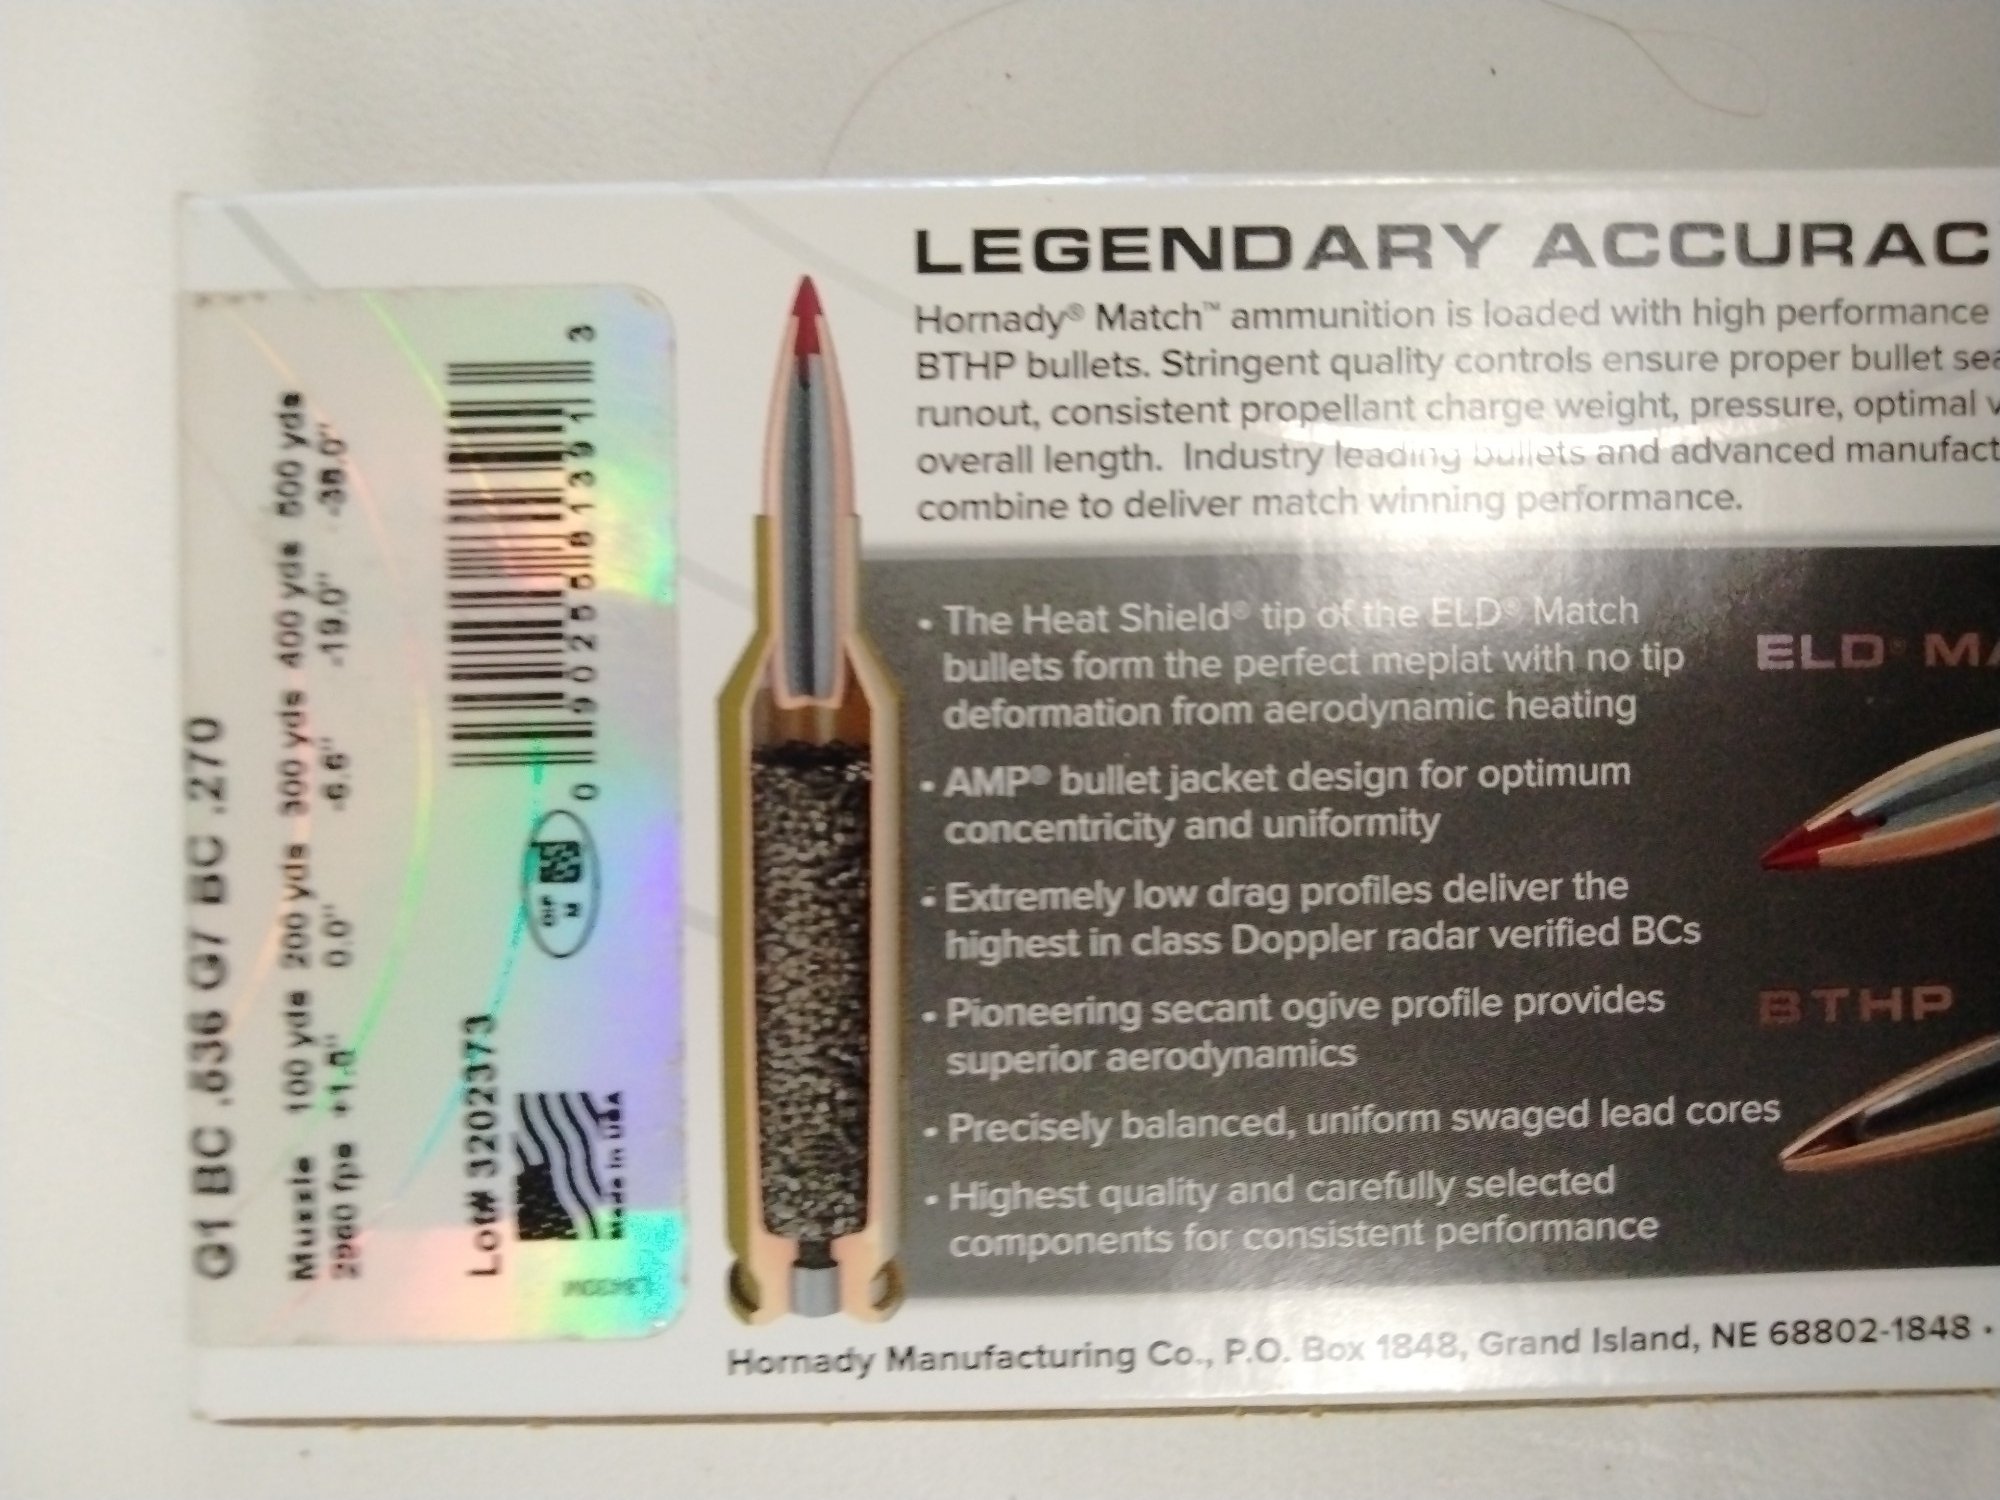 LEGENDARY ACCURAC
Hornady® Match™ ammunition is loaded with high performance
BTHP bullets. Stringent quality controls ensure proper bullet sea
runout, consistent propellant charge weight, pressure, optimal v
overall length. Industry leading bullets and advanced manufact
combine to deliver match winning performance.
• The Heat Shield® tip of the ELD® Match
bullets form the perfect meplat with no tip
deformation from aerodynamic heating
• AMP® bullet jacket design for optimum
concentricity and uniformity
• Extremely low drag profiles deliver the
highest in class Doppler radar verified BCs
• Pioneering secant ogive profile provides
superior aerodynamics
• Precisely balanced, uniform swaged lead cores
• Highest quality and carefully selected
components for consistent performance
ELD® MA
BTHP
Hornady Manufacturing Co., P.O. Box 1848, Grand Island, NE 68802-1848 •
G1 BC .536 G7 BC .270
Muzzle 100 yds 200 yds 300 yds 400 yds 500 yds
fps 0.0" -6.6" -19.0" -38.0"
0 90255 81391 3
Lot# 3202373
Made in USA